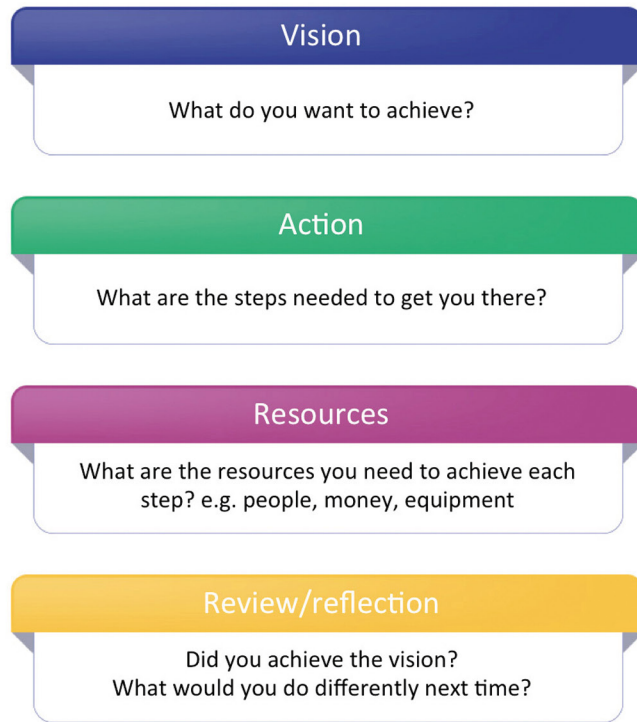 Vision
What do you want to achieve?
Action
What are the steps needed to get you there?
Resources
What are the resources you need to achieve each
step? e.g. people, money, equipment
Review/reflection
Did you achieve the vision?
What would you do differently next time?